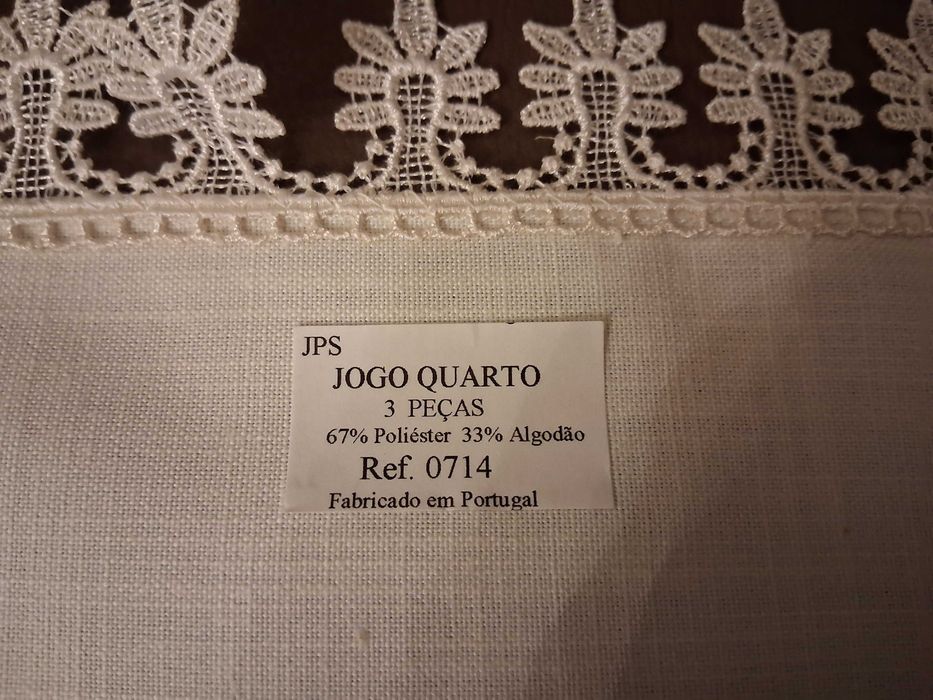 JPS
JOGO QUARTO
3 PEÇAS
67% Poliéster 33% Algodão
Ref. 0714
Fabricado em Portugal